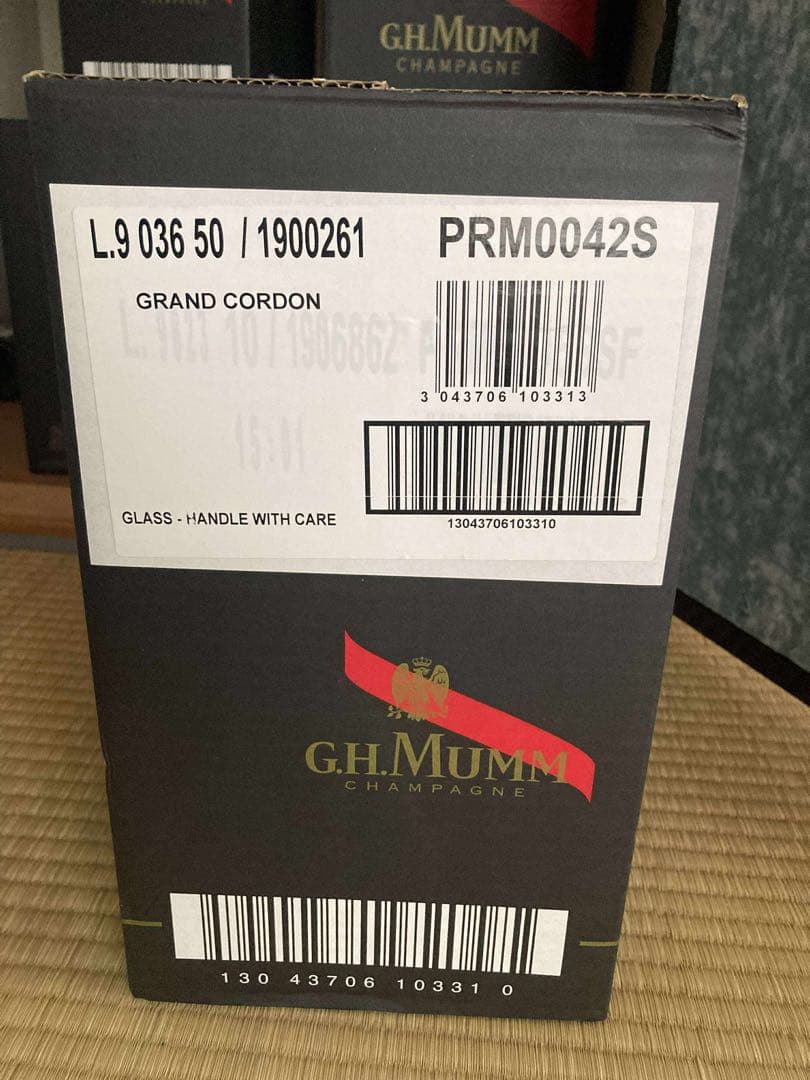 G.H.MUMM
CHAMPAGNE
L.9 036 50 / 1900261
PRM0042S
GRAND CORDON
3 043706 103313
GLASS - HANDLE WITH CARE
13043706103310
G.H.MUMM
CHAMPAGNE
130 43706 10331 0